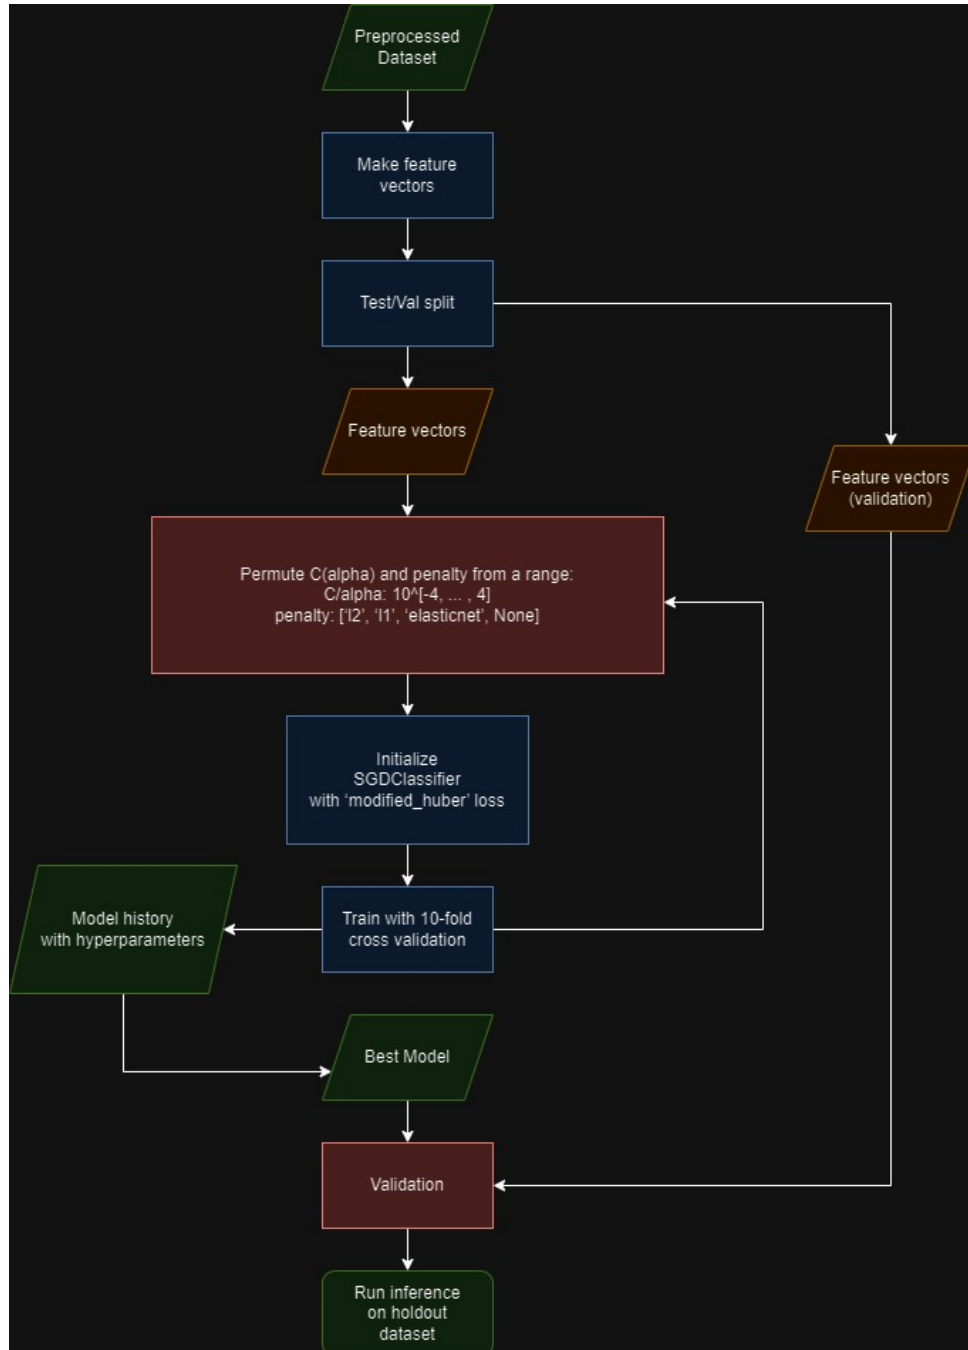 Preprocessed
Dataset
Make feature
vectors
Test/Val split
Feature vectors
Feature vectors
(validation)
Permute C(alpha) and penalty from a range:
C/alpha: 10^[-4, ... , 4]
penalty: [‘l2’, ‘l1’, ‘elasticnet’, None]
Initialize
SGDClassifier
with ‘modified_huber’ loss
Model history
with hyperparameters
Train with 10-fold
cross validation
Best Model
Validation
Run inference
on holdout
dataset